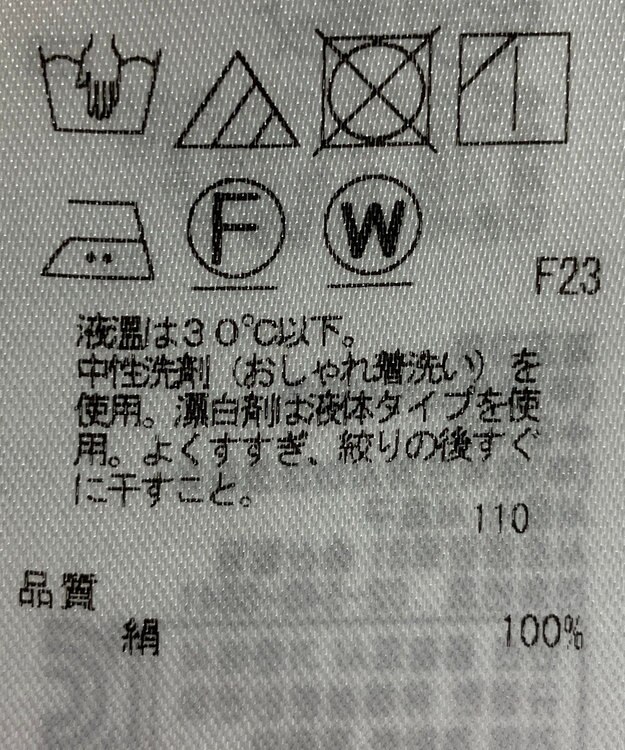 F
W
F23
液温は30℃以下。
中性洗剤(おしゃれ着洗い)を
使用。漂白剤は液体タイプを使
用。よくすすぎ、絞りの後すぐ
に干すこと。
110
品質
絹 100%